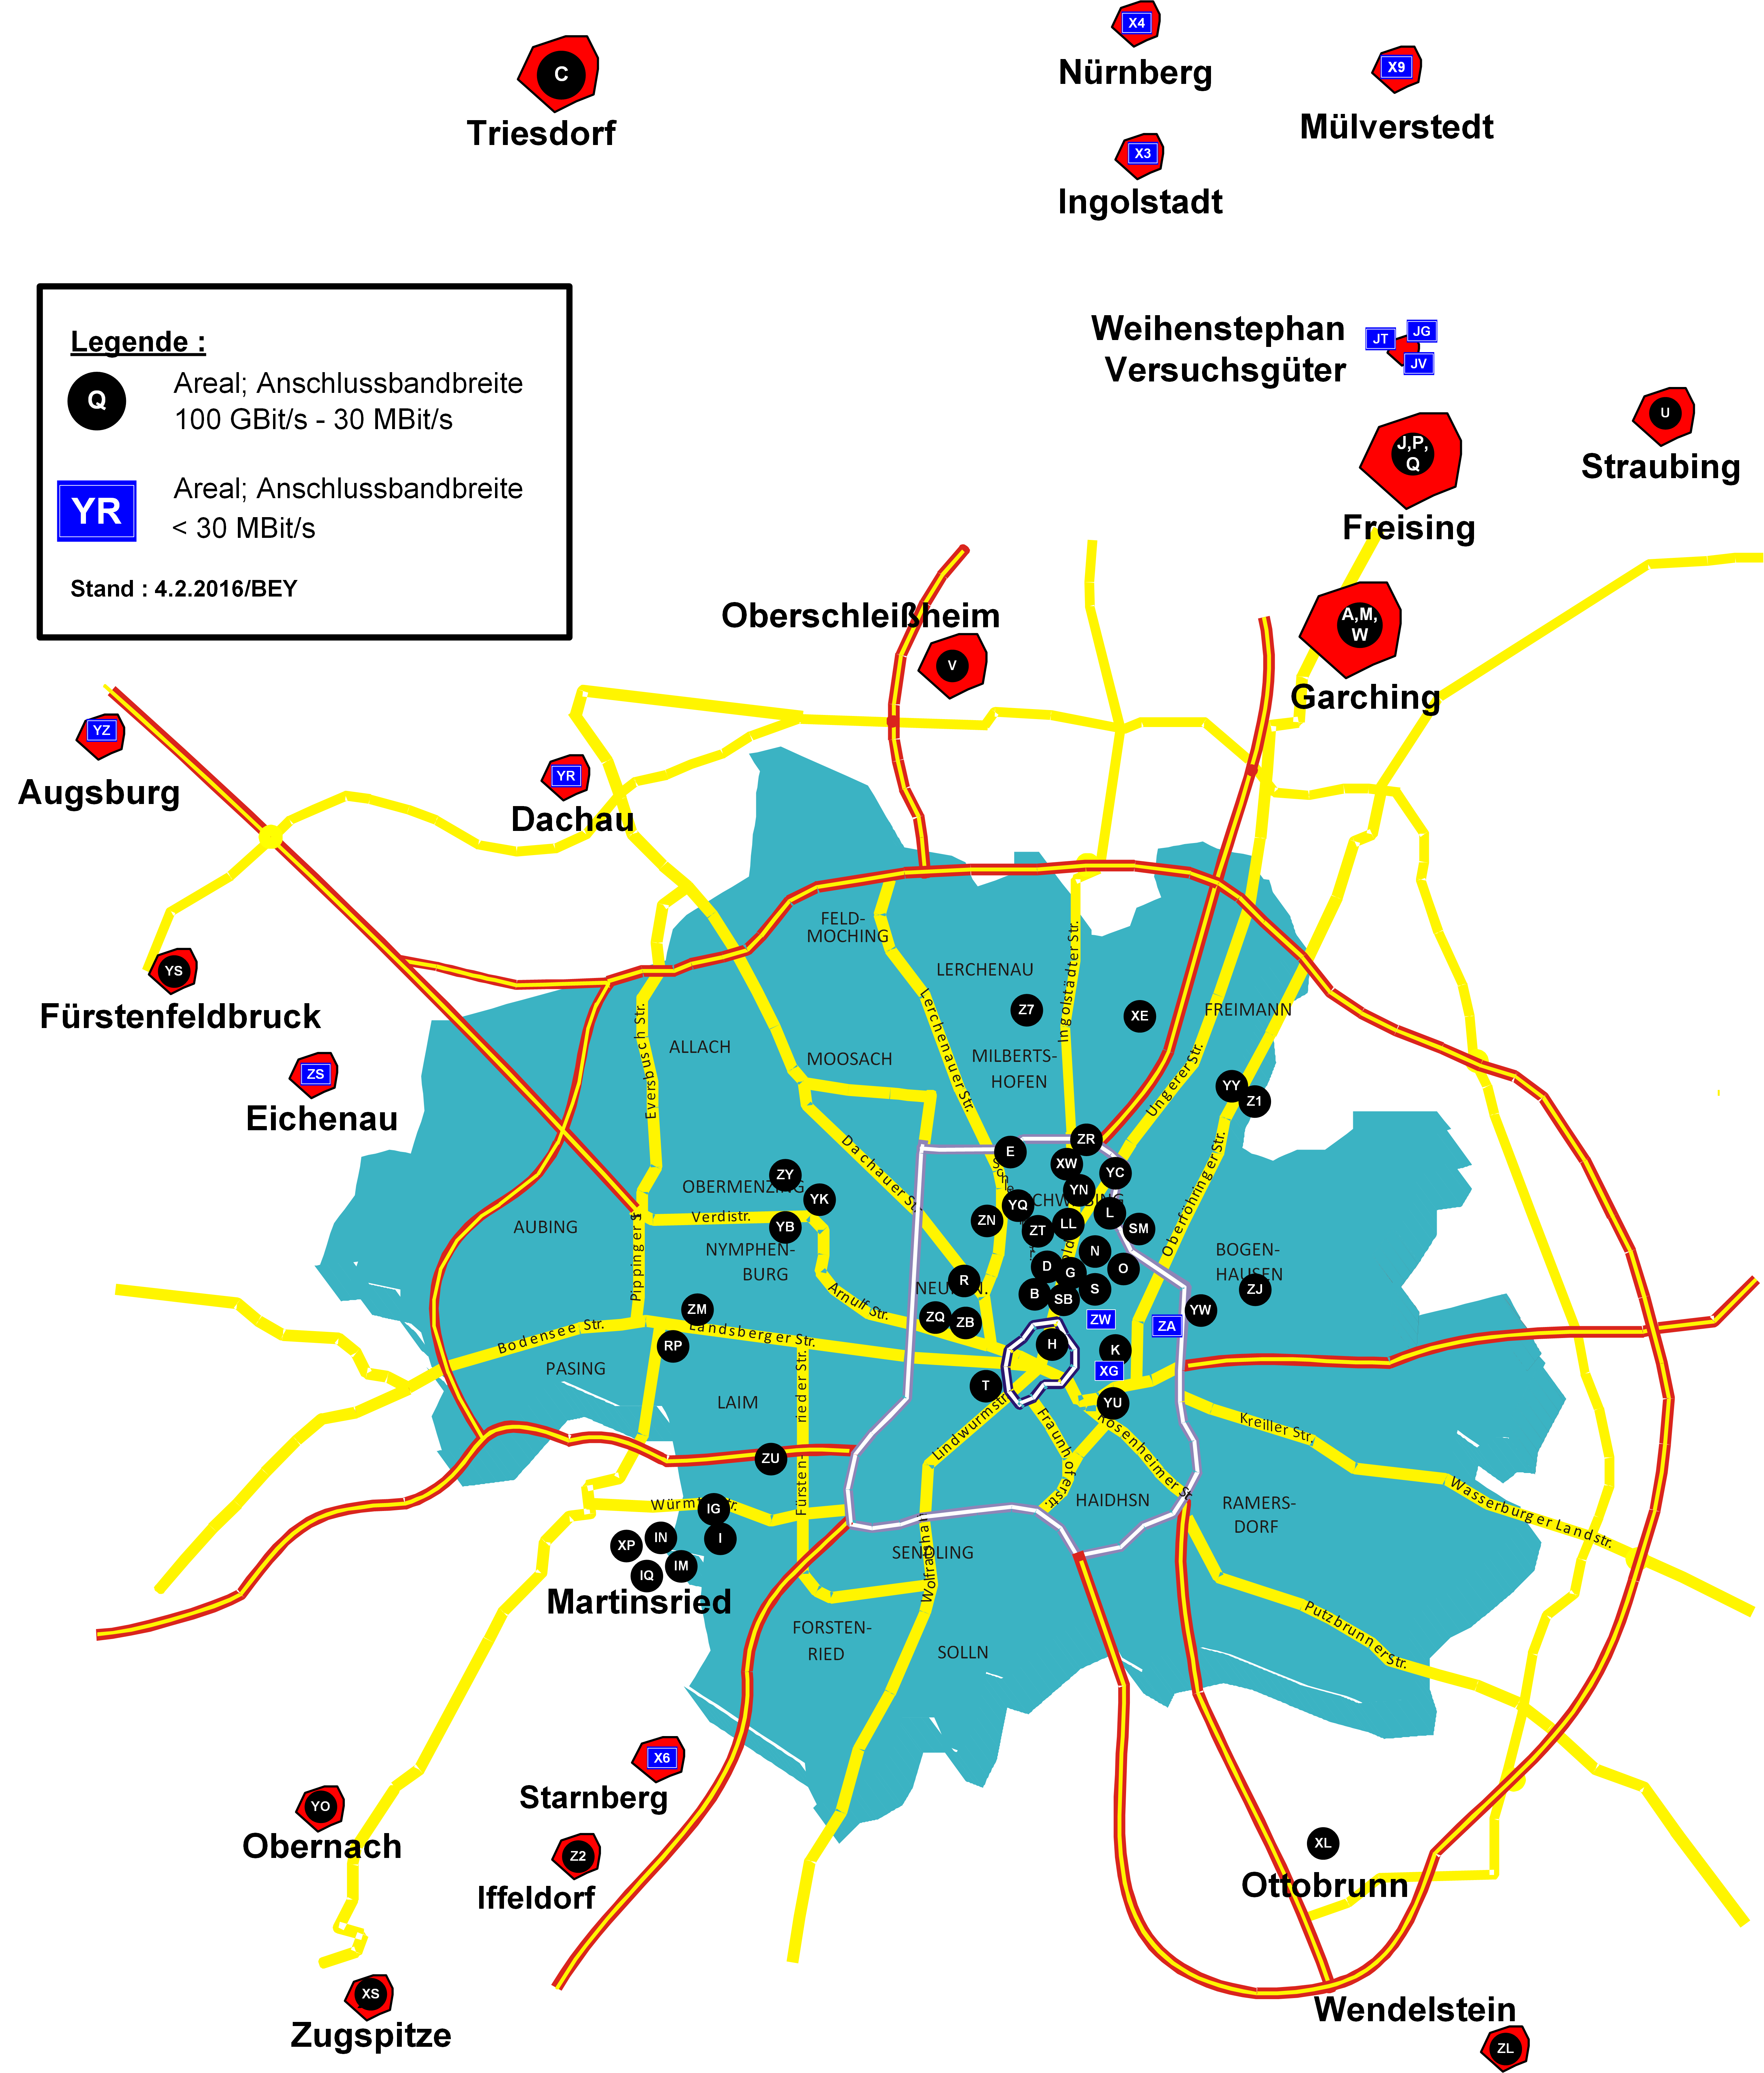 X4
Nürnberg
C
Triesdorf
X9
Mülverstedt
X3
Ingolstadt
Legende :
Q
Areal; Anschlussbandbreite
100 GBit/s - 30 MBit/s
YR
Areal; Anschlussbandbreite
< 30 MBit/s
Stand : 4.2.2016/BEY
Weihenstephan
Versuchsgüter
JT
JG
JV
U
Straubing
J,P,
Q
Freising
A,M,
W
Garching
Oberschleißheim
V
YZ
Augsburg
YR
Dachau
YS
Fürstenfeldbruck
ZS
Eichenau
FELD-
MOCHING
LERCHENAU
Z7
Ingolstädter Str.
XE
FREIMANN
Eversbusch Str.
ALLACH
MOOSACH
Lerchenauer Str.
MILBERTS-
HOFEN
Ungerer Str.
YY
Z1
Dachauer St.
E
ZR
XW
YC
YN
Oberföhringer Str.
ZY
OBERMENZING
YK
Verdistr.
YB
AUBING
Pippinger S
NYMPHEN-
BURG
YQ
CHWABING
ZN
ZT
LL
L
SM
N
D
G
O
BOGEN-
HAUSEN
ZJ
R
NEUH N.
B
SB
S
Arnulf Str.
ZQ
ZB
ZW
ZA
YW
ZM
Landsberger Str.
RP
Bodensee Str.
PASING
H
K
XG
T
YU
LAIM
Fürsten-
rieder Str.
Lindwurmstr
Fraunhoferstr.
Rosenheimer St
Kreiller Str.
Wasserburger Landstr.
ZU
HAIDHSN
RAMERS-
DORF
IG
IN
I
XP
IM
IQ
Martinsried
SENDLING
FORSTEN-
RIED
SOLLN
Putzbrunner Str.
X6
Starnberg
YO
Obernach
Z2
Iffeldorf
XL
Ottobrunn
XS
Zugspitze
Wendelstein
ZL